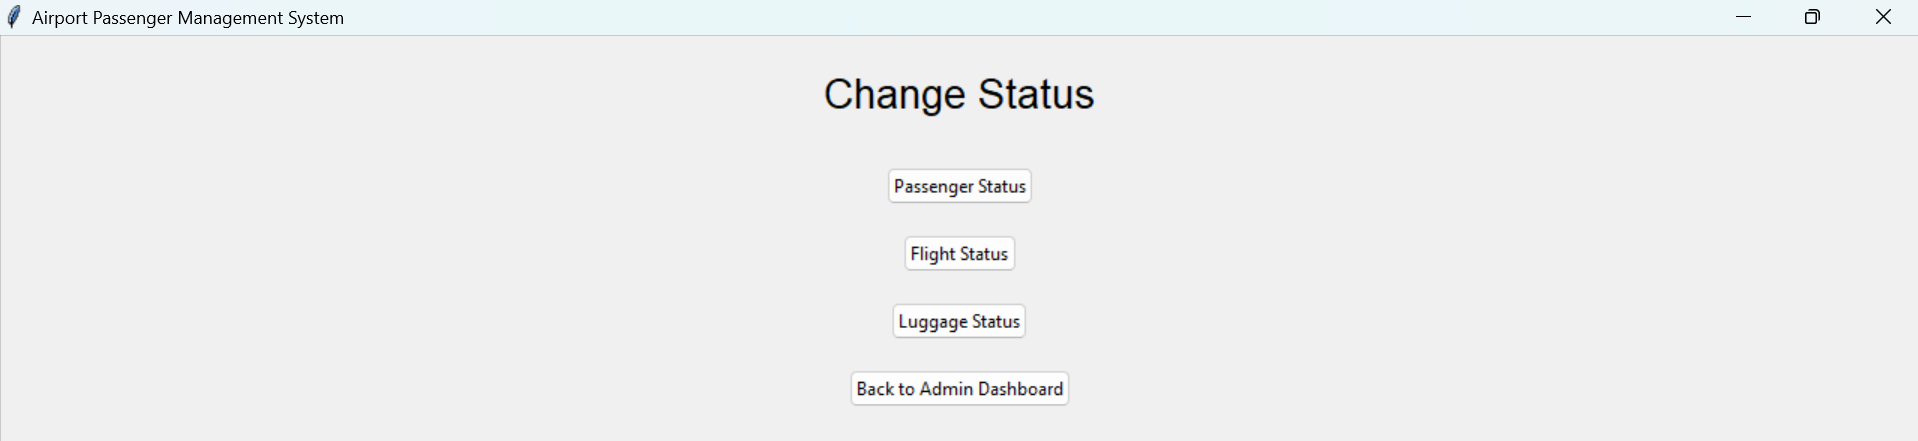 Airport Passenger Management System
Change Status
Passenger Status
Flight Status
Luggage Status
Back to Admin Dashboard